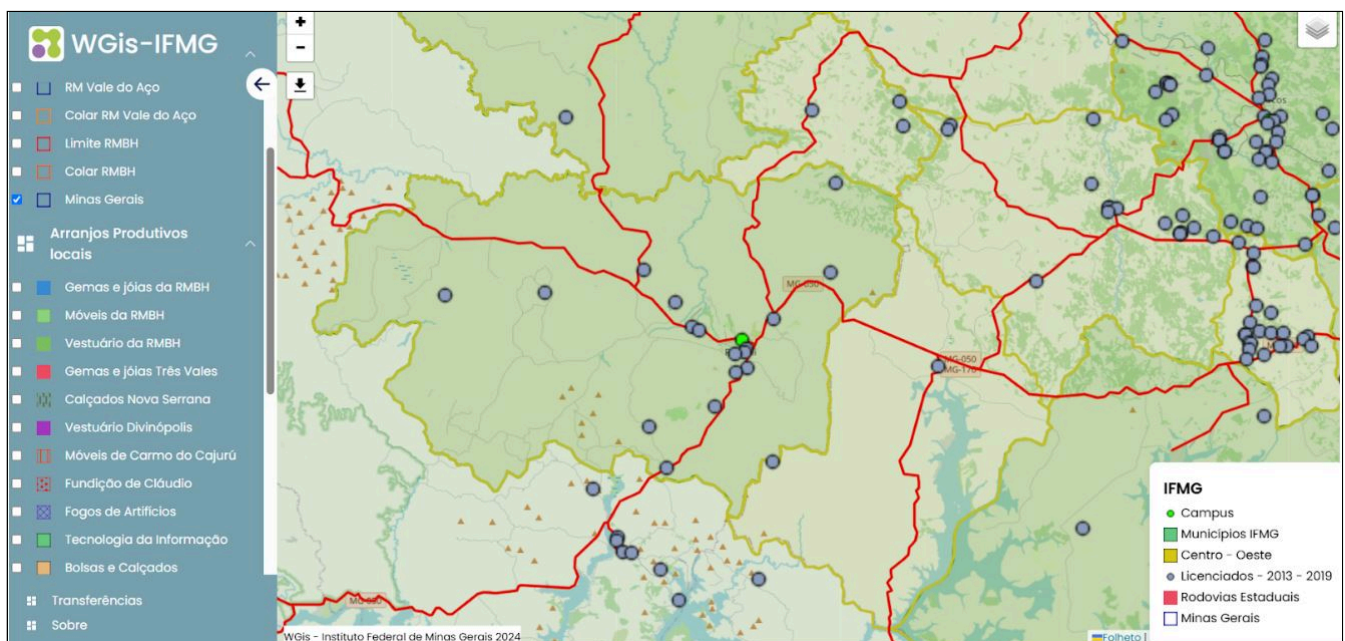 WGis-IFMG
RM Vale do Aço
Colar RM Vale do Aço
Limite RMBH
Colar RMBH
Minas Gerais
Arranjos Produtivos
locais
Gemas e jóias da RMBH
Móveis da RMBH
Vestuário da RMBH
Gemas e jóias Três Vales
Calçados Nova Serrana
Vestuário Divinópolis
Móveis de Carmo do Cajurú
Fundição de Cláudio
Fogos de Artifícios
Tecnologia da Informação
Bolsas e Calçados
Transferências
Sobre
+
-
MG-050
MG-050
MG-170
IFMG
Campus
Municípios IFMG
Centro - Oeste
Licenciados - 2013 - 2019
Rodovias Estaduais
Minas Gerais
WGis - Instituto Federal de Minas Gerais 2024
Folheto |